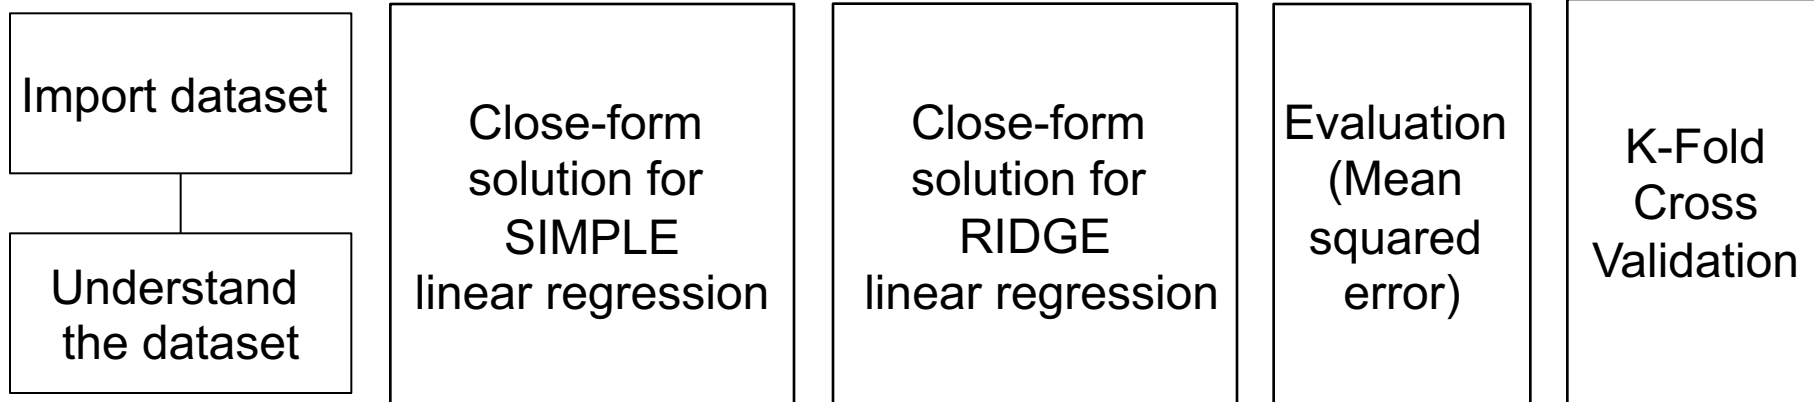 Import dataset
Understand
the dataset
Close-form
solution for
SIMPLE
linear regression
Close-form
solution for
RIDGE
linear regression
Evaluation
(Mean
squared
error)
K-Fold
Cross
Validation